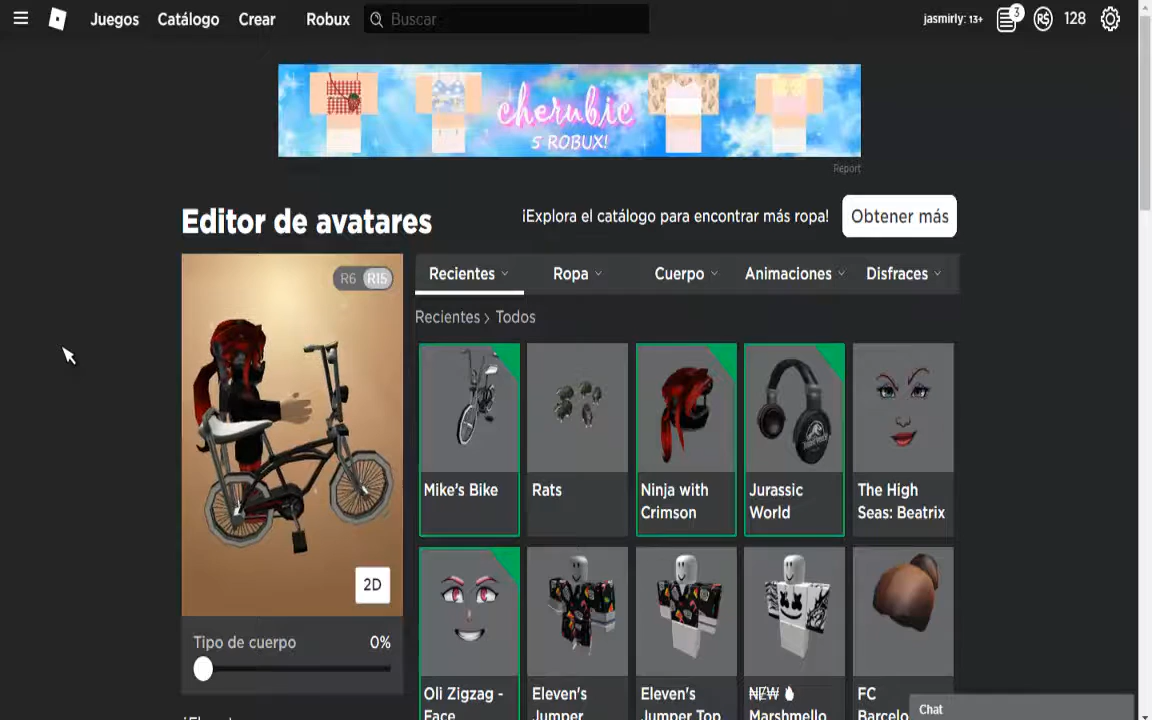 Juegos Catálogo Crear Robux Buscar jasmirly: 13+ 3 R$ 128
cherubic
5 ROBUX!
Report
Editor de avatares
¡Explora el catálogo para encontrar más ropa! Obtener más
R6 R15
Recientes Ropa Cuerpo Animaciones Disfraces
Recientes > Todos
Mike's Bike
Rats
Ninja with
Crimson
Jurassic
World
The High
Seas: Beatrix
2D
Tipo de cuerpo 0%
Oli Zigzag -
Face
Eleven's
Jumper
Eleven's
Jumper Top
NEW 🔥
Marshmello
FC
Barcelo
Chat